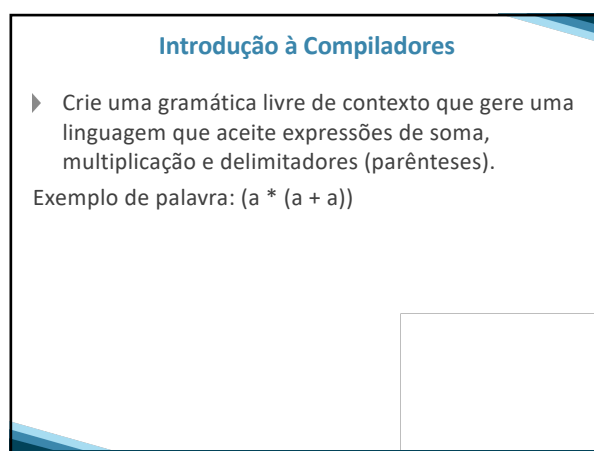 Introdução à Compiladores
Crie uma gramática livre de contexto que gere uma
linguagem que aceite expressões de soma,
multiplicação e delimitadores (parênteses).
Exemplo de palavra: (a * (a + a))